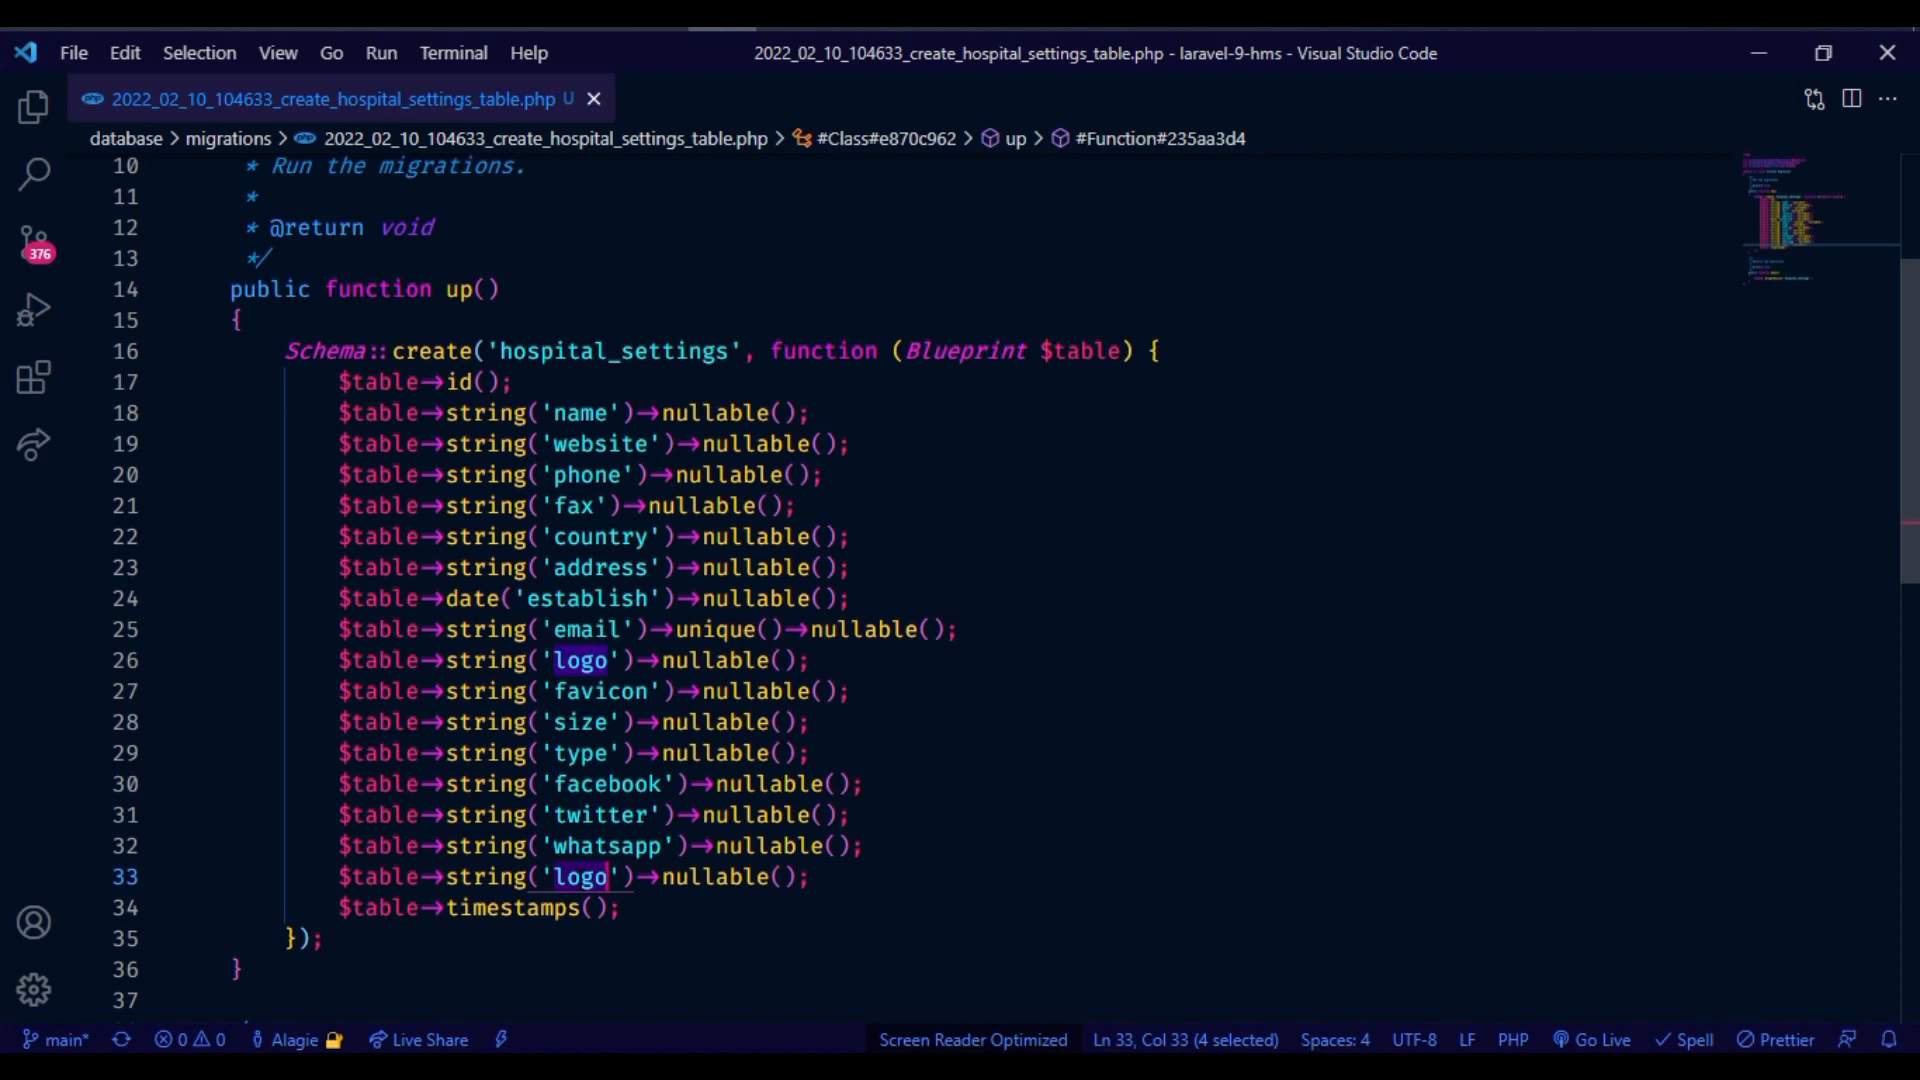 File Edit Selection View Go Run Terminal Help 2022_02_10_104633_create_hospital_settings_table.php - laravel-9-hms - Visual Studio Code
2022_02_10_104633_create_hospital_settings_table.php U
database > migrations > 2022_02_10_104633_create_hospital_settings_table.php > #Class#e870c962 > up > #Function#235aa3d4
10 * Run the migrations.
11 *
12 * @return void
13 */
14 public function up()
15 {
16 Schema::create('hospital_settings', function (Blueprint $table) {
17 $table->id();
18 $table->string('name')->nullable();
19 $table->string('website')->nullable();
20 $table->string('phone')->nullable();
21 $table->string('fax')->nullable();
22 $table->string('country')->nullable();
23 $table->string('address')->nullable();
24 $table->date('establish')->nullable();
25 $table->string('email')->unique()->nullable();
26 $table->string('logo')->nullable();
27 $table->string('favicon')->nullable();
28 $table->string('size')->nullable();
29 $table->string('type')->nullable();
30 $table->string('facebook')->nullable();
31 $table->string('twitter')->nullable();
32 $table->string('whatsapp')->nullable();
33 $table->string('logo')->nullable();
34 $table->timestamps();
35 });
36 }
37
376
main* 0 0 Alagie Live Share Screen Reader Optimized Ln 33, Col 33 (4 selected) Spaces: 4 UTF-8 LF PHP Go Live Spell Prettier